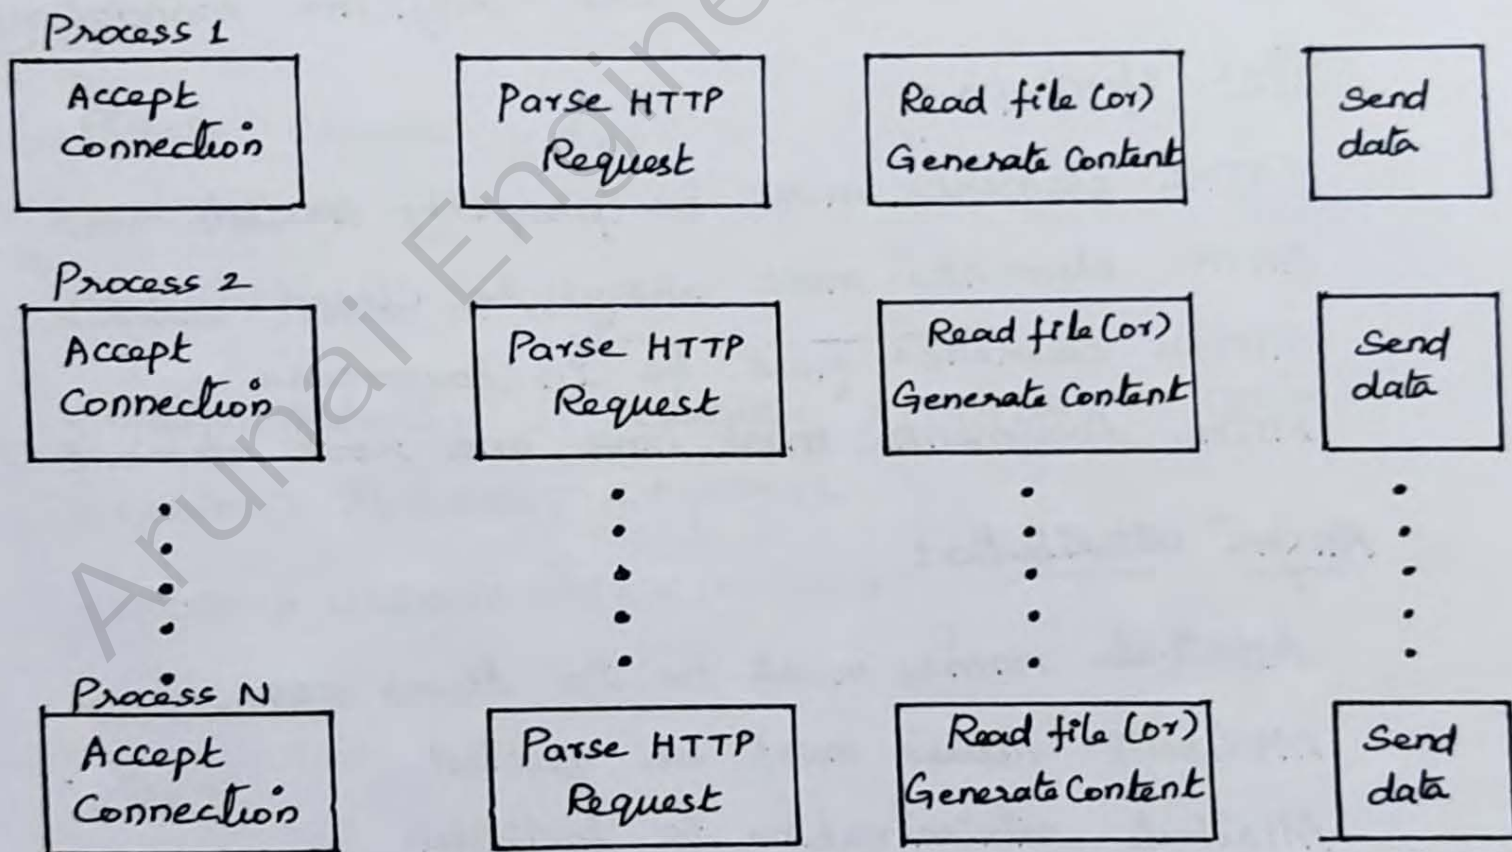 Process 1
Accept
Connection
Parse HTTP
Request
Read file (or)
Generate Content
Send
data
Process 2
Accept
Connection
Parse HTTP
Request
Read file (or)
Generate Content
Send
data
Process N
Accept
Connection
Parse HTTP
Request
Read file (or)
Generate Content
Send
data
Arunai Engine